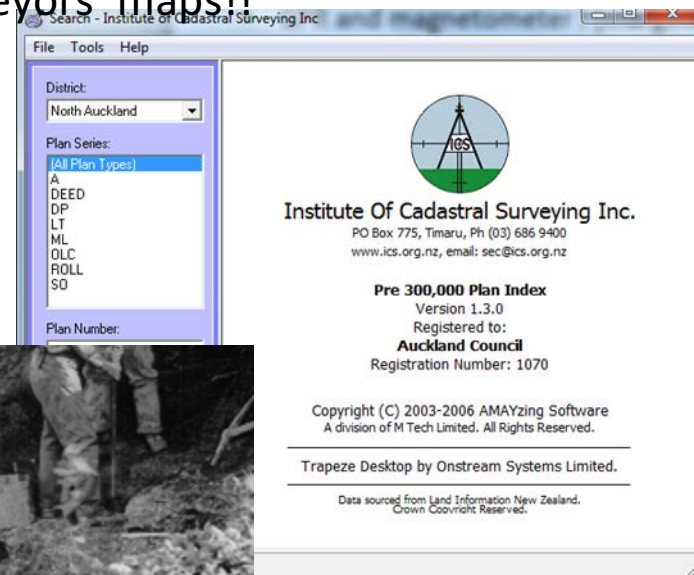 yors' maps!!
Search - Institute of Cadastral Surveying Inc
and magnetometer
File Tools Help
District:
North Auckland
Plan Series:
(All Plan Types)
A
DEED
DP
LT
ML
OLC
ROLL
SO
Plan Number:
ICS
Institute Of Cadastral Surveying Inc.
PO Box 775, Timaru, Ph (03) 686 9400
www.ics.org.nz, email: sec@ics.org.nz
Pre 300,000 Plan Index
Version 1.3.0
Registered to:
Auckland Council
Registration Number: 1070
Copyright (C) 2003-2006 AMAYzing Software
A division of M Tech Limited. All Rights Reserved.
Trapeze Desktop by Onstream Systems Limited.
Data sourced from Land Information New Zealand.
Crown Copyright Reserved.